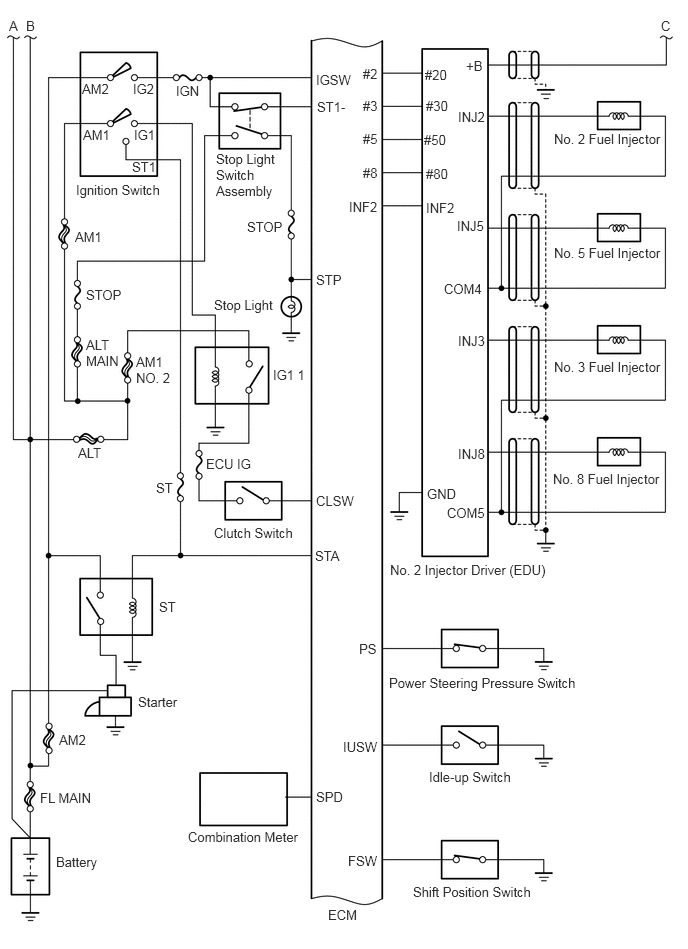 A B C
AM2 IG2 IGN
AM1 IG1
ST1
Ignition Switch
AM1
STOP
ALT
MAIN
AM1
NO. 2
ALT
Stop Light
Switch
Assembly
STOP
Stop Light
IG1 1
ECU IG
ST
Clutch Switch
ST
Starter
AM2
FL MAIN
Battery
Combination Meter
IGSW
ST1-
STP
CLSW
STA
SPD
#2
#3
#5
#8
INF2
PS
IUSW
FSW
ECM
#20
#30
#50
#80
INF2
GND
+B
INJ2
INJ5
COM4
INJ3
INJ8
COM5
No. 2 Injector Driver (EDU)
No. 2 Fuel Injector
No. 5 Fuel Injector
No. 3 Fuel Injector
No. 8 Fuel Injector
Power Steering Pressure Switch
Idle-up Switch
Shift Position Switch